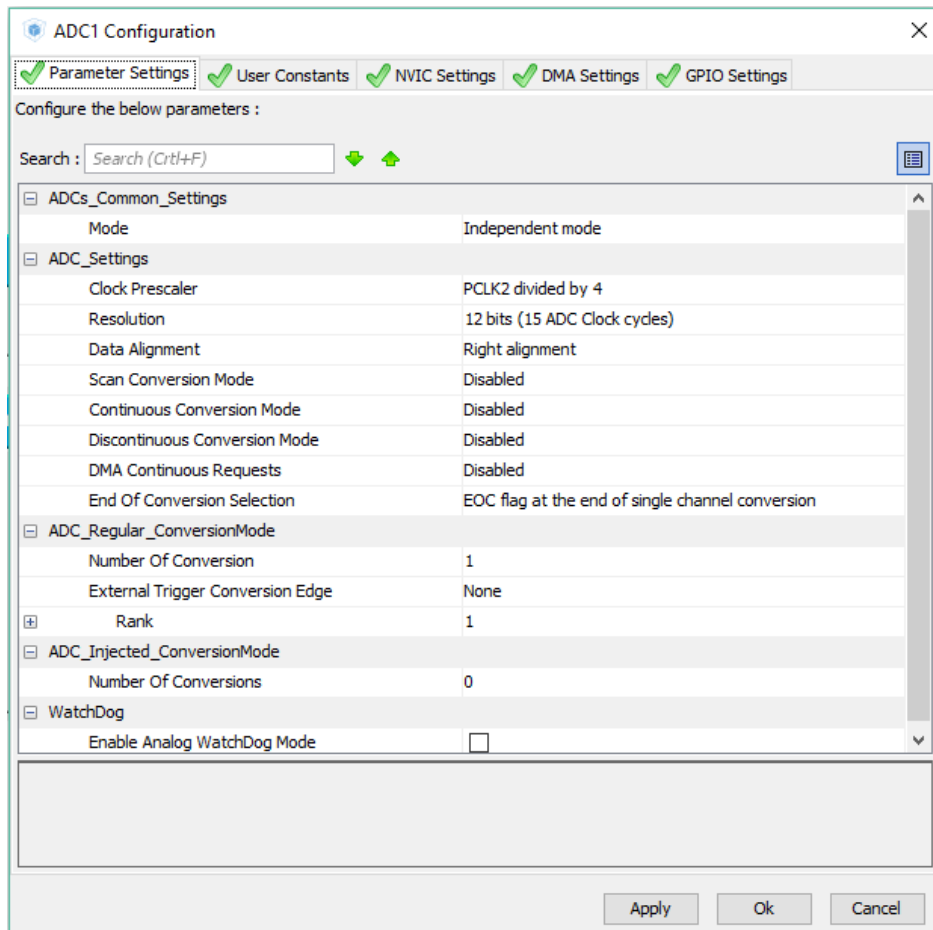 ADC1 Configuration
Parameter Settings User Constants NVIC Settings DMA Settings GPIO Settings
Configure the below parameters :
Search : Search (Crtl+F)
ADCs_Common_Settings
Mode Independent mode
ADC_Settings
Clock Prescaler PCLK2 divided by 4
Resolution 12 bits (15 ADC Clock cycles)
Data Alignment Right alignment
Scan Conversion Mode Disabled
Continuous Conversion Mode Disabled
Discontinuous Conversion Mode Disabled
DMA Continuous Requests Disabled
End Of Conversion Selection EOC flag at the end of single channel conversion
ADC_Regular_ConversionMode
Number Of Conversion 1
External Trigger Conversion Edge None
Rank 1
ADC_Injected_ConversionMode
Number Of Conversions 0
WatchDog
Enable Analog WatchDog Mode
Apply Ok Cancel